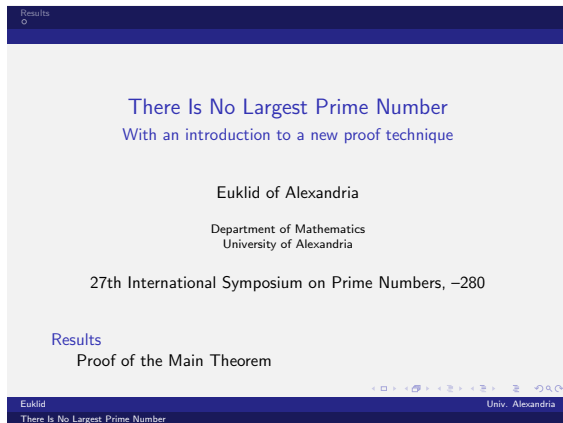 Results
There Is No Largest Prime Number
With an introduction to a new proof technique
Euklid of Alexandria
Department of Mathematics
University of Alexandria
27th International Symposium on Prime Numbers, –280
Results
Proof of the Main Theorem
Euklid Univ. Alexandria
There Is No Largest Prime Number